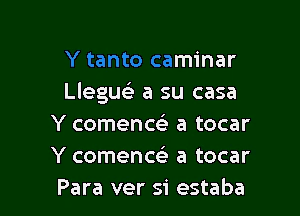 Y tanto caminar
Llegué a su casa
Y comencé a tocar
Y comencé a tocar
Para ver si estaba